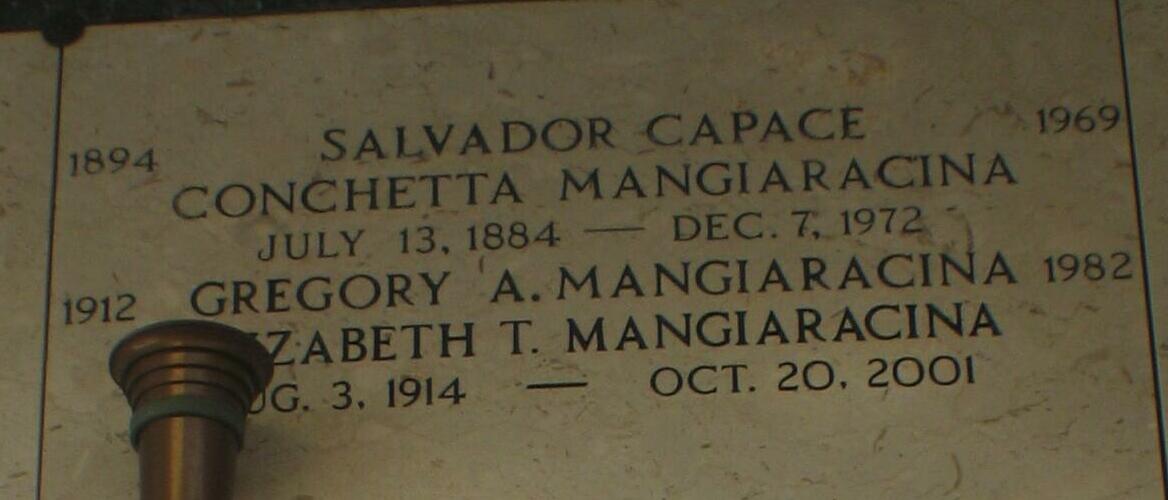 1894 SALVADOR CAPACE 1969
CONCHETTA MANGIARACINA
JULY 13, 1884 — DEC. 7, 1972
1912 GREGORY A. MANGIARACINA 1982
T. MANGIARACINA
3, 1914 — OCT. 20, 2001